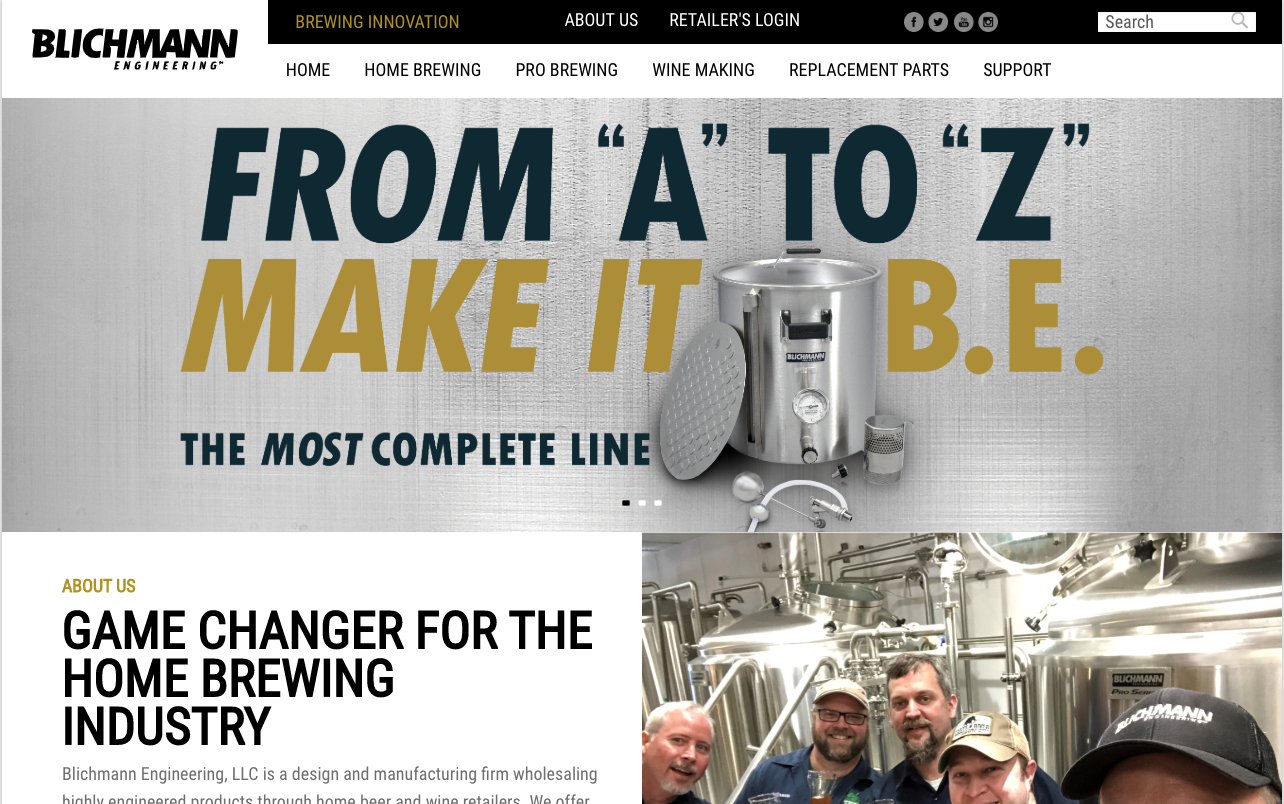 BLICHMANN
ENGINEERING™
BREWING INNOVATION
ABOUT US
RETAILER'S LOGIN
Search
HOME
HOME BREWING
PRO BREWING
WINE MAKING
REPLACEMENT PARTS
SUPPORT
FROM “A” TO “Z”
MAKE IT B.E.
BLICHMANN
THE MOST COMPLETE LINE
ABOUT US
GAME CHANGER FOR THE
HOME BREWING
INDUSTRY
Blichmann Engineering, LLC is a design and manufacturing firm wholesaling
highly engineered products through home beer and wine retailers. We offer
BLICHMANN
ENGINEERING
BLICHMANN
ENGINEERING